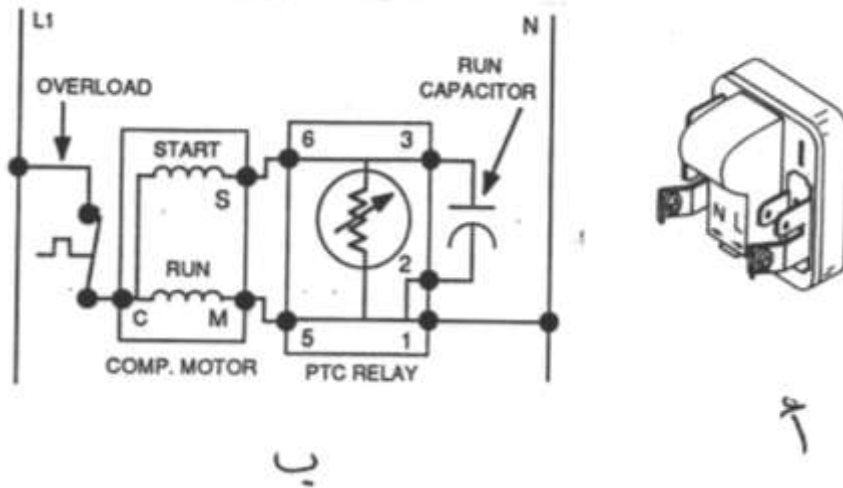 L1
N
OVERLOAD
RUN
CAPACITOR
START
6
3
S
RUN
2
C
M
5
1
COMP. MOTOR
PTC RELAY
N L